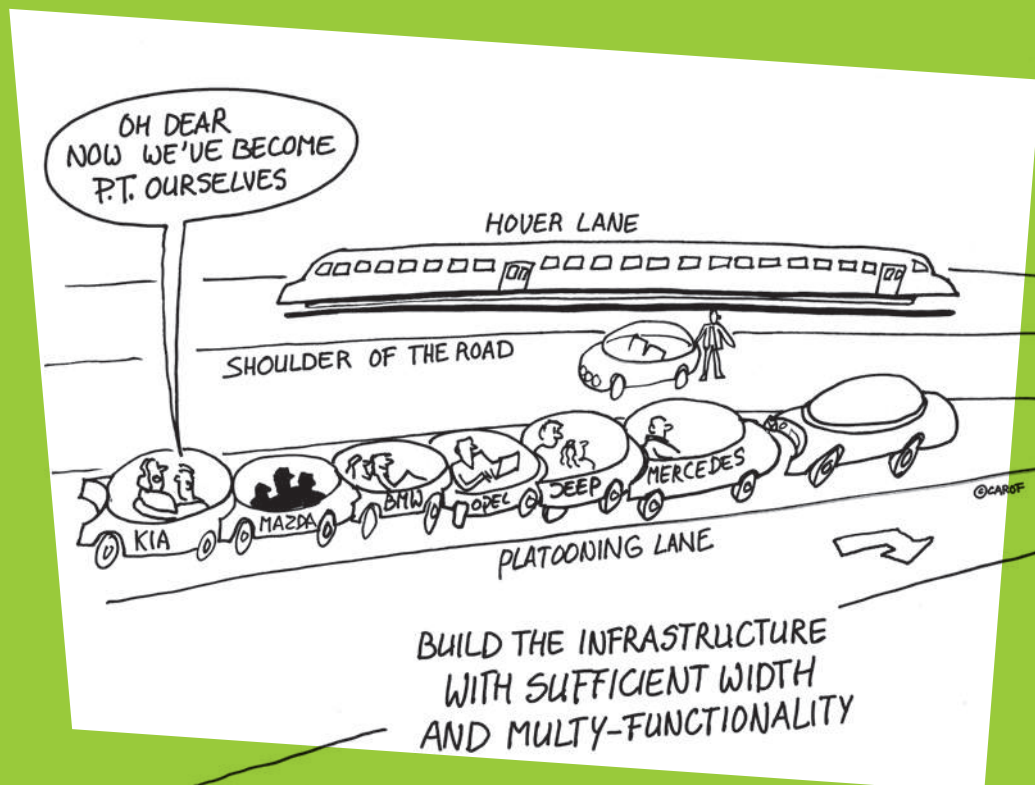 OH DEAR
NOW WE'VE BECOME
P.T. OURSELVES
HOVER LANE
SHOULDER OF THE ROAD
KIA
MAZDA
BMW
OPEL
JEEP
MERCEDES
©CAROF
PLATOONING LANE
BUILD THE INFRASTRUCTURE
WITH SUFFICIENT WIDTH
AND MULTY-FUNCTIONALITY